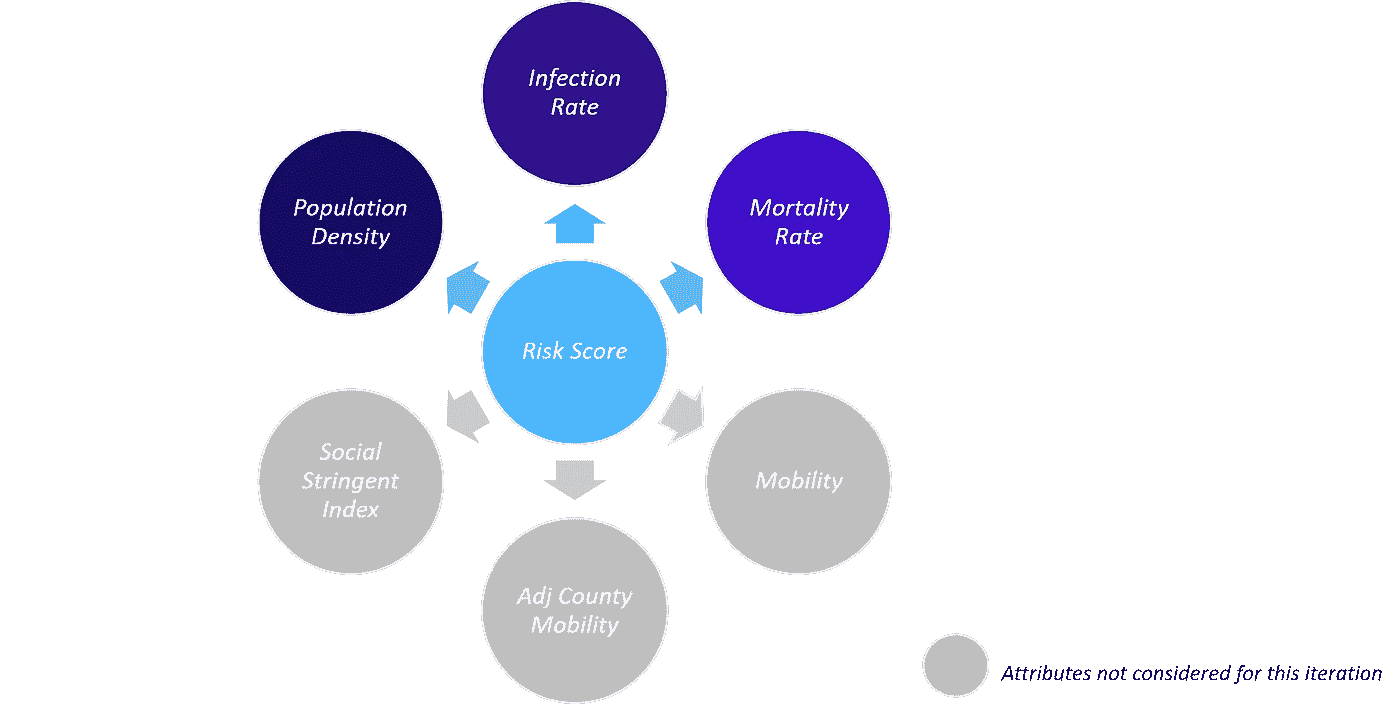 Infection
Rate
Population
Density
Mortality
Rate
Risk Score
Social
Stringent
Index
Mobility
Adj County
Mobility
Attributes not considered for this iteration